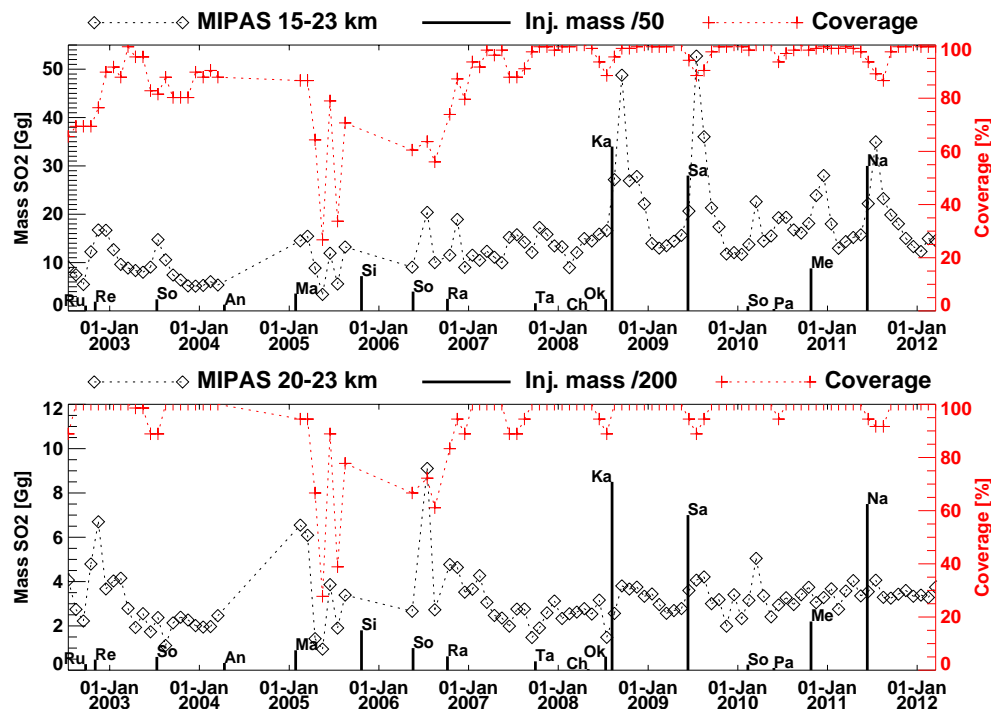 MIPAS 15-23 km Inj. mass /50 Coverage
Mass SO2 [Gg]
50
40
30
20
10
0
Ru Re So An Ma Si So Ra Ta Ch Ok Ka Sa So Pa Me Na
100
80
60
40
20
0
Coverage [%]
01-Jan 01-Jan 01-Jan 01-Jan 01-Jan 01-Jan 01-Jan 01-Jan 01-Jan 01-Jan
2003 2004 2005 2006 2007 2008 2009 2010 2011 2012
MIPAS 20-23 km Inj. mass /200 Coverage
Mass SO2 [Gg]
12
10
8
6
4
2
0
Ru Re So An Ma Si So Ra Ta Ch Ok Ka Sa So Pa Me Na
100
80
60
40
20
0
Coverage [%]
01-Jan 01-Jan 01-Jan 01-Jan 01-Jan 01-Jan 01-Jan 01-Jan 01-Jan 01-Jan
2003 2004 2005 2006 2007 2008 2009 2010 2011 2012